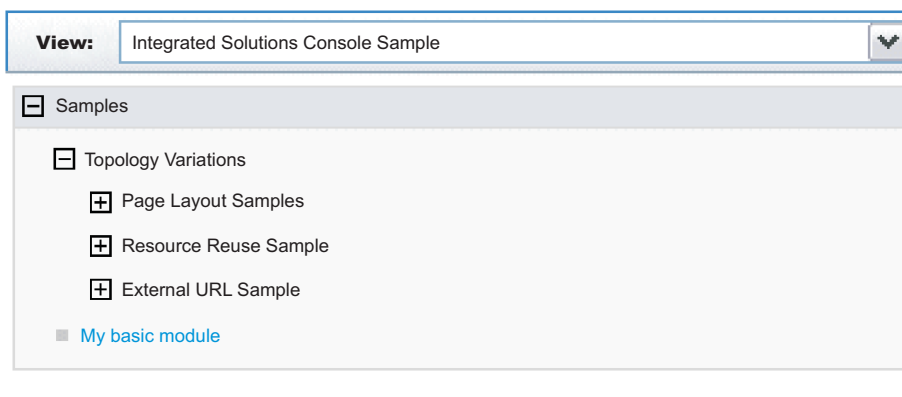 View: Integrated Solutions Console Sample
Samples
Topology Variations
Page Layout Samples
Resource Reuse Sample
External URL Sample
My basic module